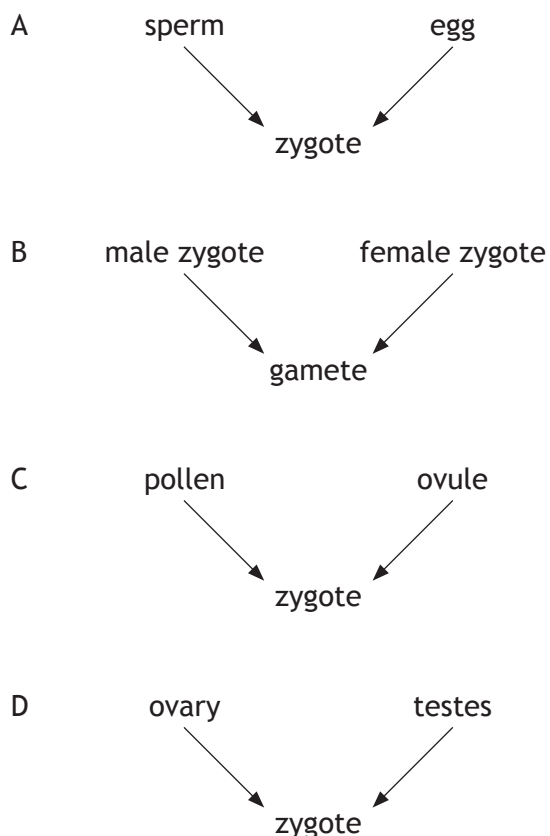 A sperm egg
zygote
B male zygote female zygote
gamete
C pollen ovule
zygote
D ovary testes
zygote